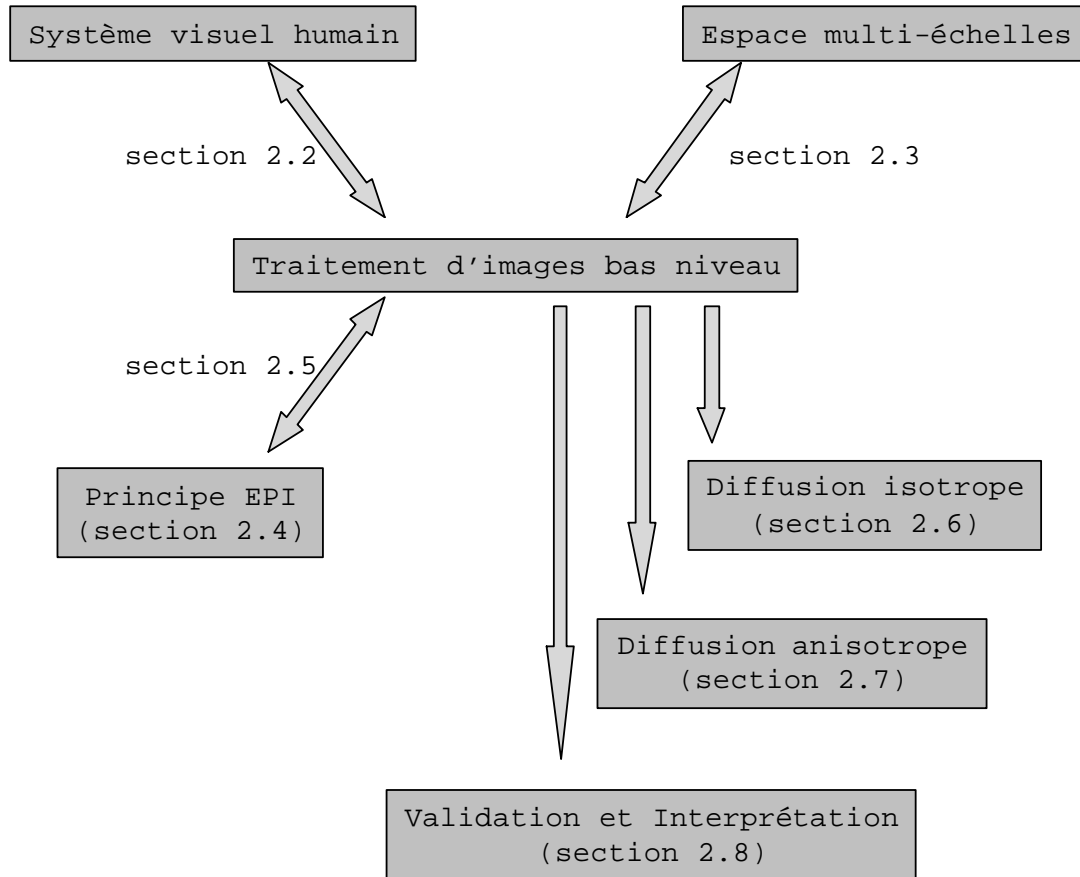 Système visuel humain
Espace multi-échelles
section 2.2
section 2.3
Traitement d'images bas niveau
section 2.5
Principe EPI
(section 2.4)
Diffusion isotrope
(section 2.6)
Diffusion anisotrope
(section 2.7)
Validation et Interprétation
(section 2.8)